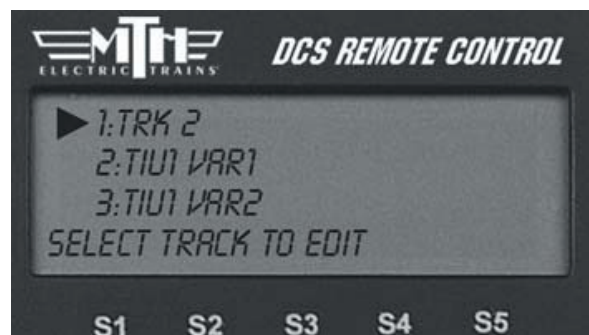 MTH
ELECTRIC TRAINS
DCS REMOTE CONTROL
1:TRK 2
2:TIU1 VAR1
3:TIU1 VAR2
SELECT TRACK TO EDIT
S1 S2 S3 S4 S5